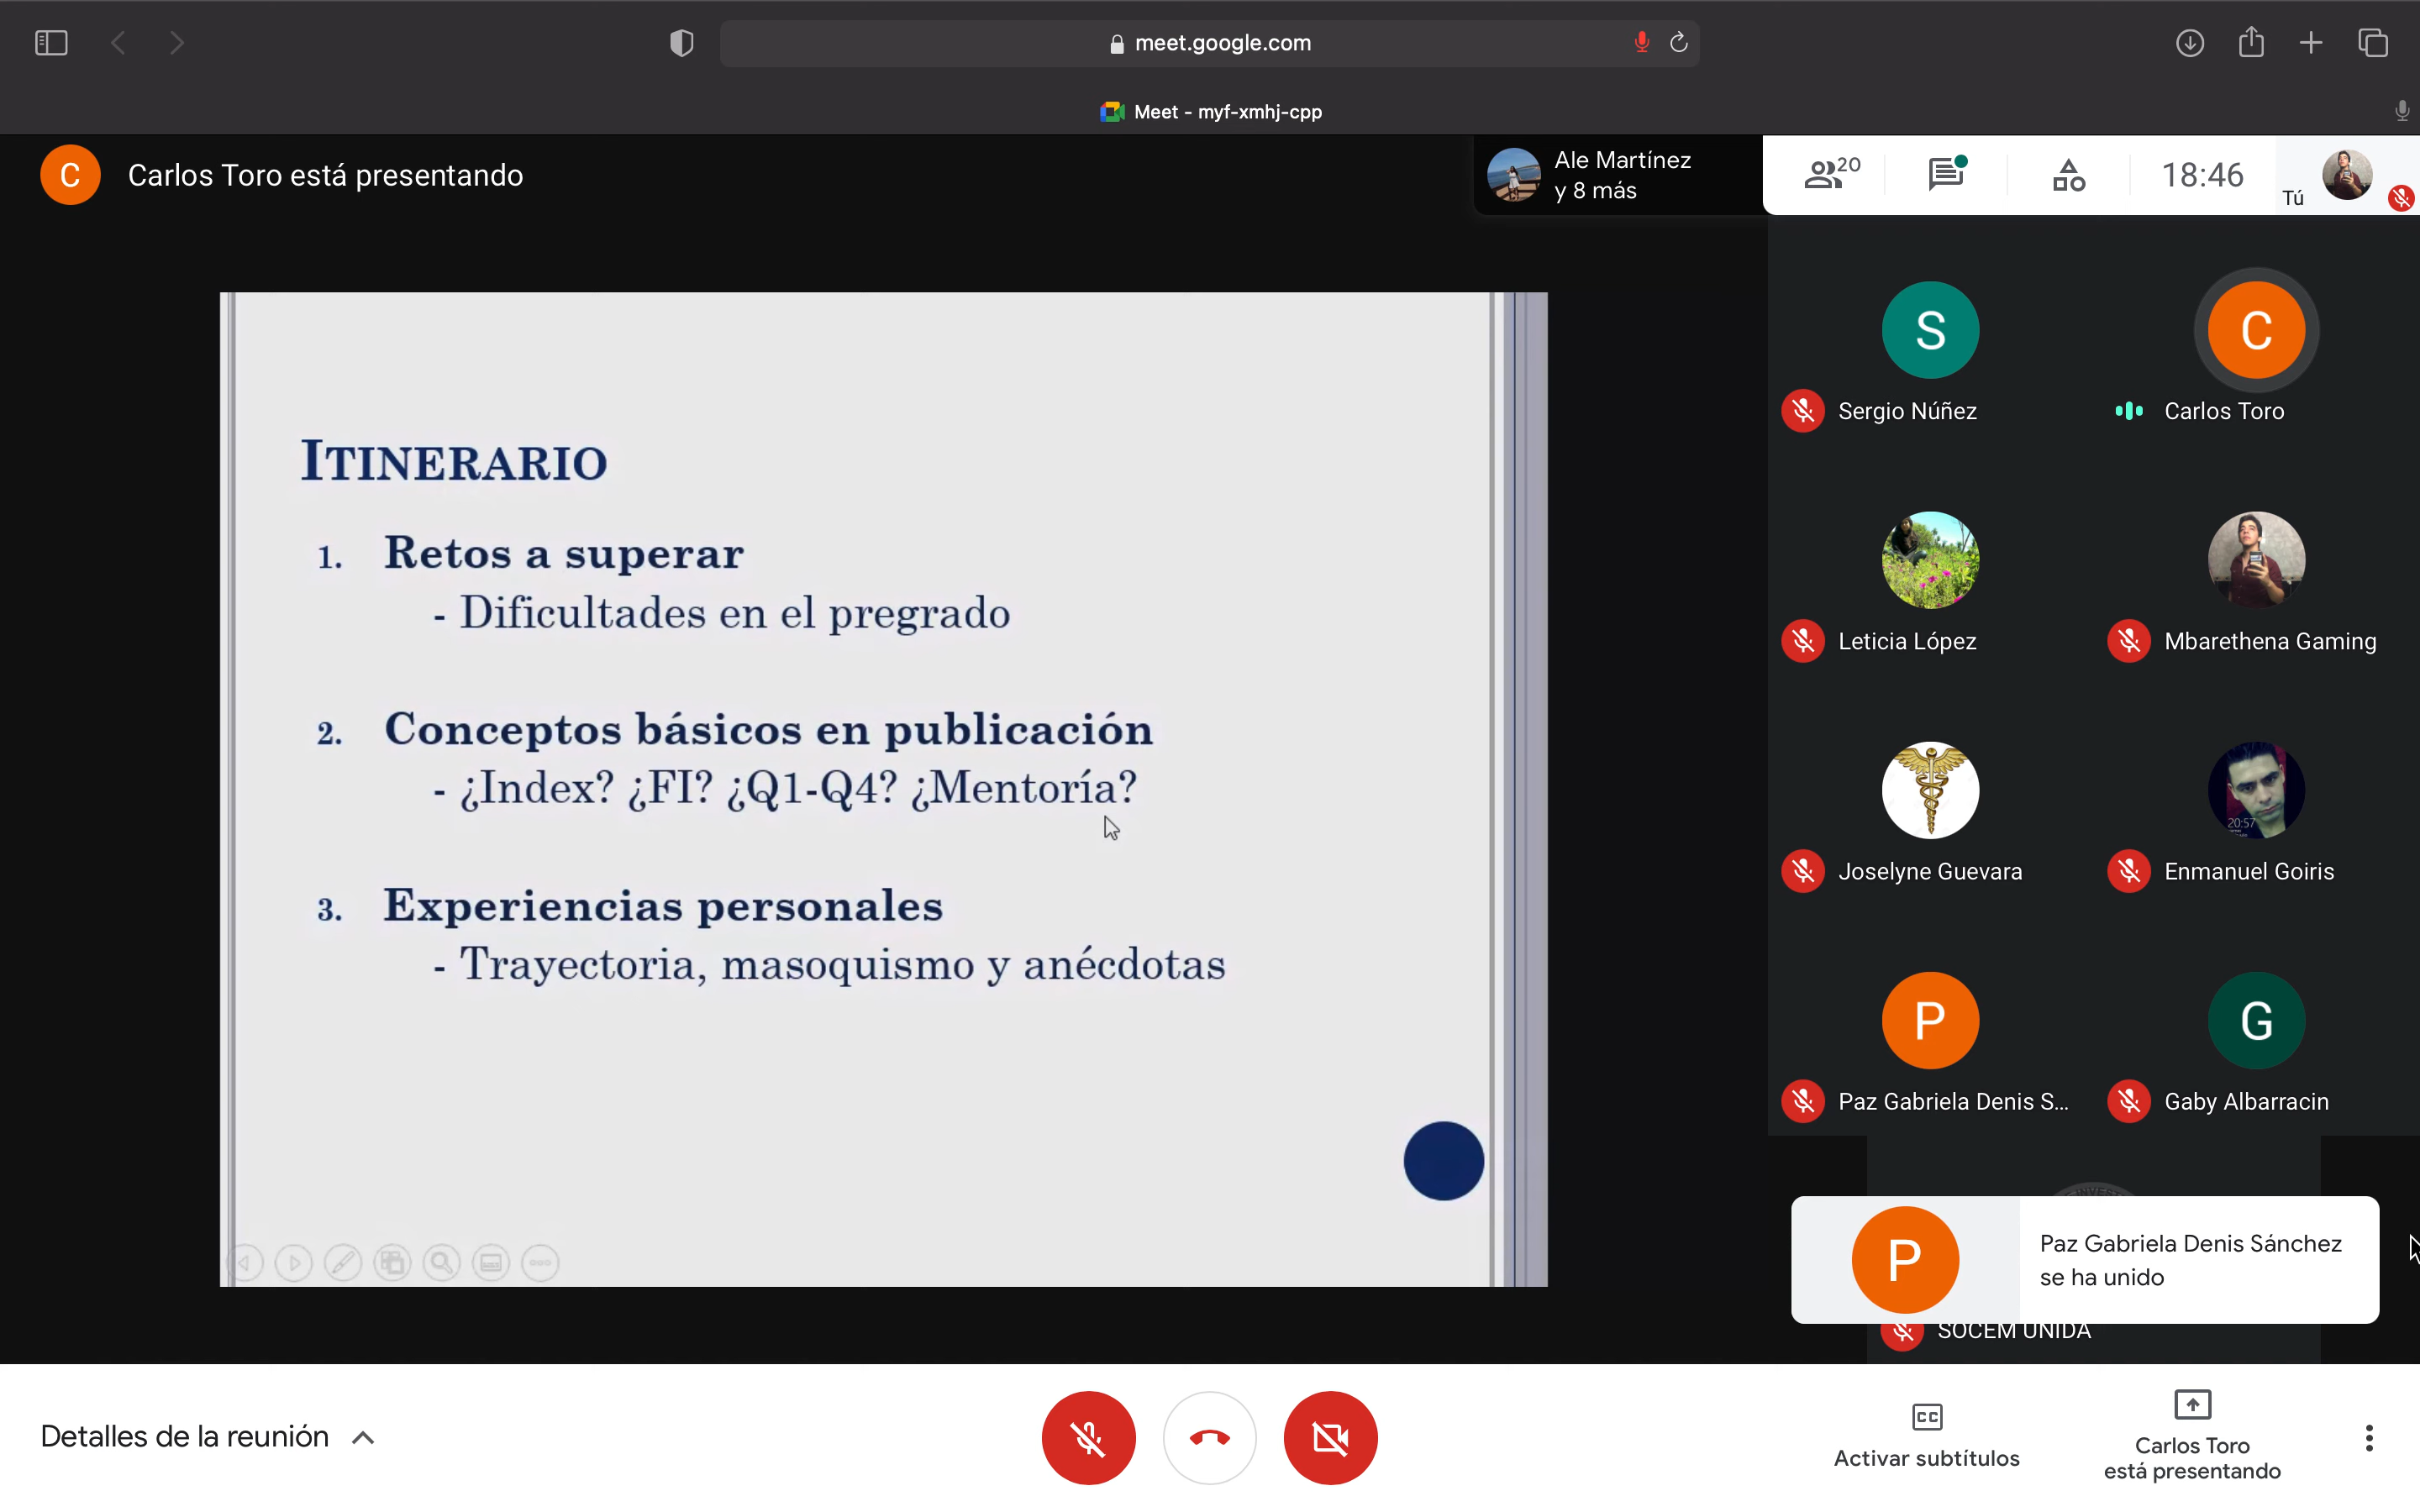 meet.google.com
Meet - myf-xmhj-cpp
C
Carlos Toro está presentando
Ale Martínez
y 8 más
20
18:46
Tú
ITINERARIO
1. Retos a superar
- Dificultades en el pregrado
2. Conceptos básicos en publicación
- ¿Index? ¿FI? ¿Q1-Q4? ¿Mentoría?
3. Experiencias personales
- Trayectoria, masoquismo y anécdotas
S
Sergio Núñez
C
Carlos Toro
Leticia López
Mbarethena Gaming
Joselyne Guevara
20:57
Enmanuel Goiris
P
Paz Gabriela Denis S...
G
Gaby Albarracin
P
Paz Gabriela Denis Sánchez
se ha unido
SOCEM UNIDA
Detalles de la reunión
CC
Activar subtítulos
Carlos Toro
está presentando